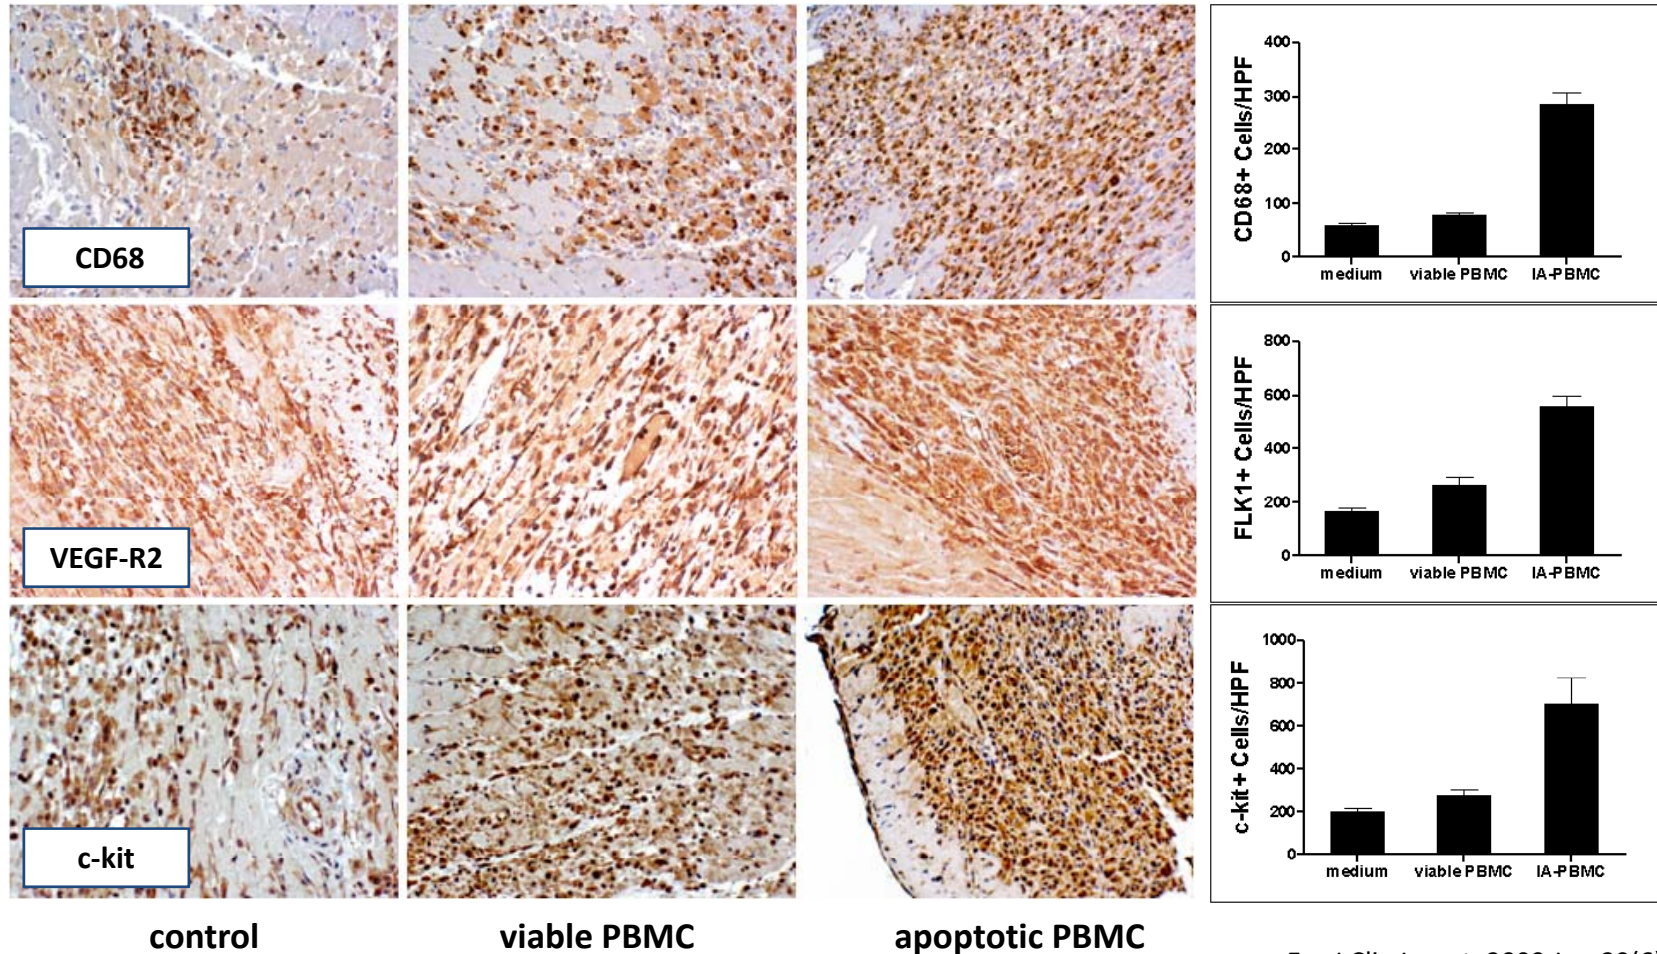 CD68
CD68+ Cells/HPF
400
300
200
100
0
medium viable PBMC IA-PBMC
VEGF-R2
FLK1+ Cells/HPF
800
600
400
200
0
medium viable PBMC IA-PBMC
c-kit
c-kit+ Cells/HPF
1000
800
600
400
200
0
medium viable PBMC IA-PBMC
control viable PBMC apoptotic PBMC